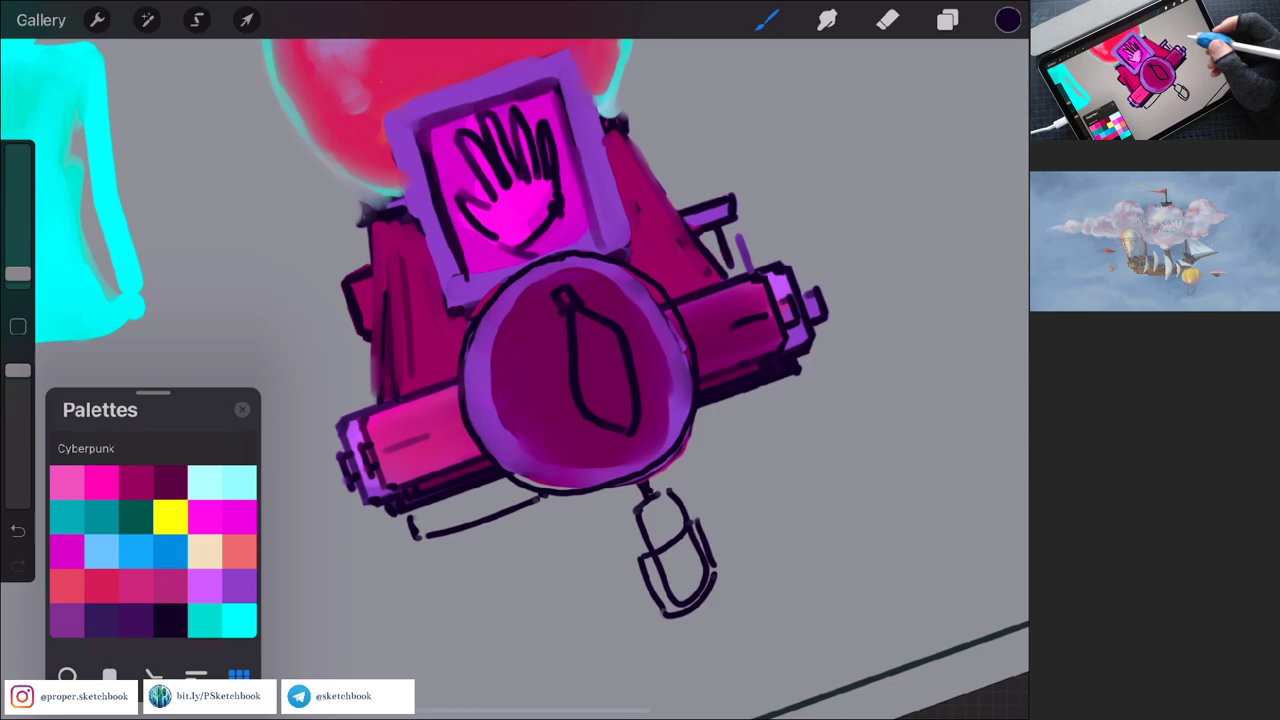 Gallery
Palettes
Cyberpunk
@proper.sketchbook
bit.ly/PSketchbook
@sketchbook